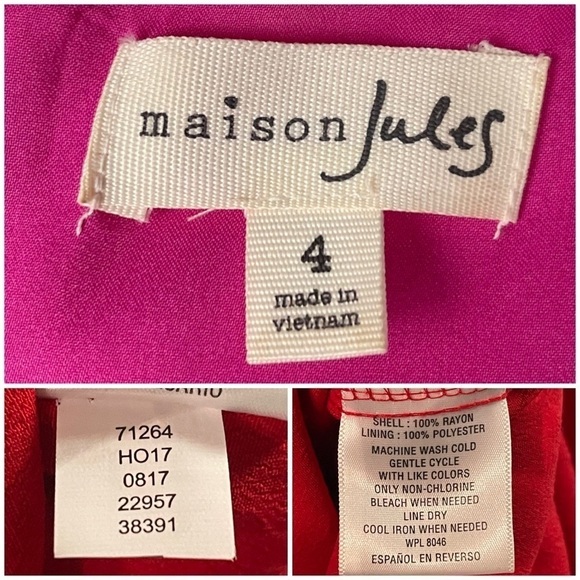 maison Jules
4
made in
vietnam
71264
HO17
0817
22957
38391
SHELL : 100% RAYON
LINING : 100% POLYESTER
MACHINE WASH COLD
GENTLE CYCLE
WITH LIKE COLORS
ONLY NON-CHLORINE
BLEACH WHEN NEEDED
LINE DRY
COOL IRON WHEN NEEDED
WPL 8046
ESPAÑOL EN REVERSO